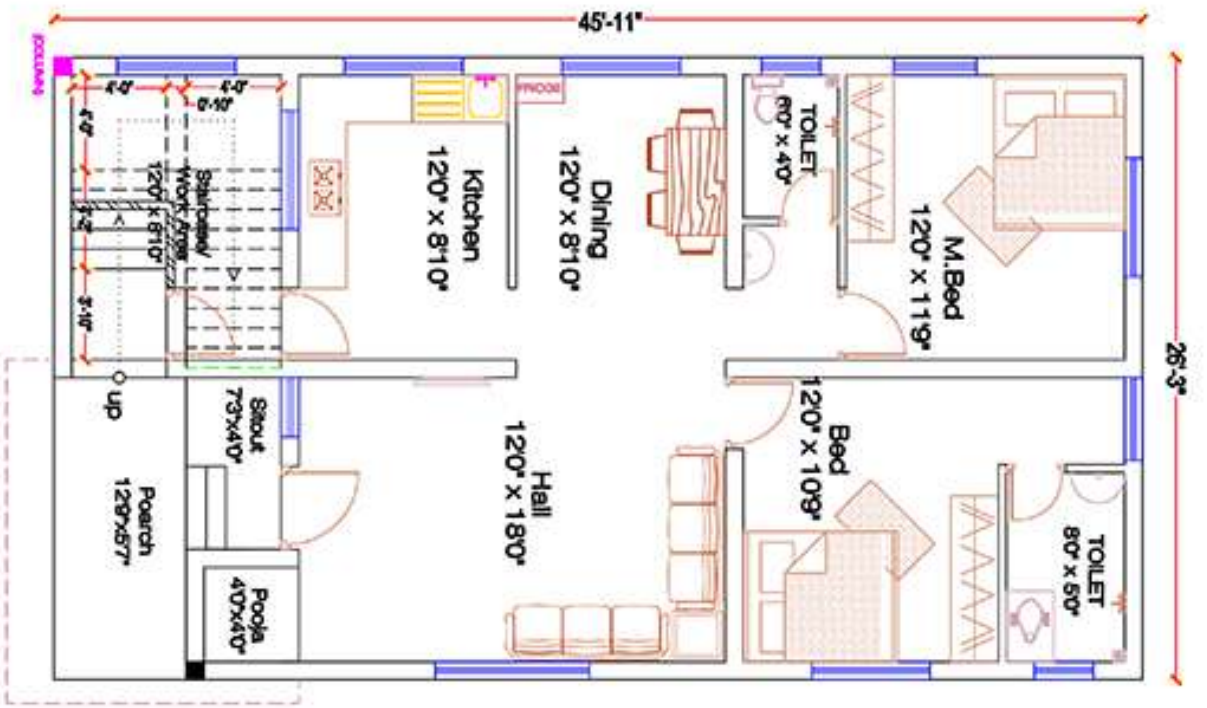 45'-11"
26'-3"
4'-0"
4'-0"
0'-10"
4'-0"
3'-10"
Staircase/
Work Area
12'0" x 8'10"
up
Kitchen
12'0" x 8'10"
Dining
12'0" x 8'10"
TOILET
6'0" x 4'0"
M.Bed
12'0" x 11'9"
Sitout
7'3"x4'0"
Poarch
12'9"x5'7"
Pooja
4'0"x4'0"
Hall
12'0" x 18'0"
Bed
12'0" x 10'9"
TOILET
8'0" x 5'0"